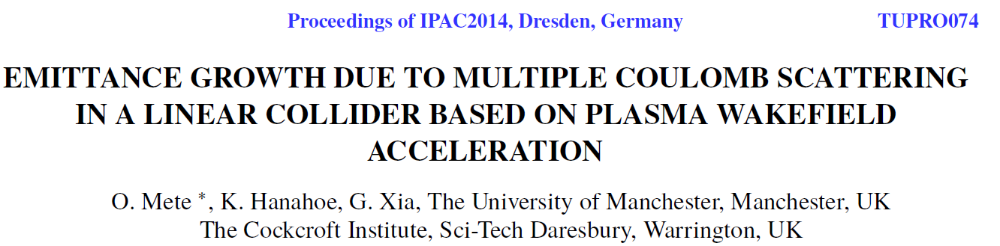 Proceedings of IPAC2014, Dresden, Germany TUPRO074
EMITTANCE GROWTH DUE TO MULTIPLE COULOMB SCATTERING
IN A LINEAR COLLIDER BASED ON PLASMA WAKEFIELD
ACCELERATION
O. Mete *, K. Hanahoe, G. Xia, The University of Manchester, Manchester, UK
The Cockcroft Institute, Sci-Tech Daresbury, Warrington, UK